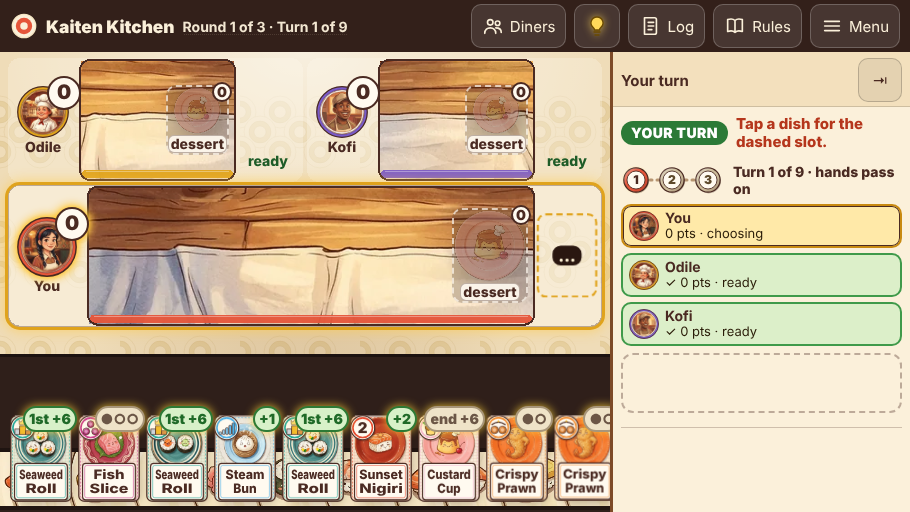 Kaiten Kitchen Round 1 of 3 · Turn 1 of 9
Diners
Log
Rules
Menu
0
Odile
0
dessert
ready
0
Kofi
0
dessert
ready
0
You
0
dessert
...
Your turn
YOUR TURN
Tap a dish for the
dashed slot.
1 2 3
Turn 1 of 9 · hands pass
on
You
0 pts · choosing
Odile
✓ 0 pts · ready
Kofi
✓ 0 pts · ready
1st +6
Seaweed
Roll
Fish
Slice
1st +6
Seaweed
Roll
+1
Steam
Bun
1st +6
Seaweed
Roll
2
+2
Sunset
Nigiri
end +6
Custard
Cup
Crispy
Prawn
Crispy
Prawn